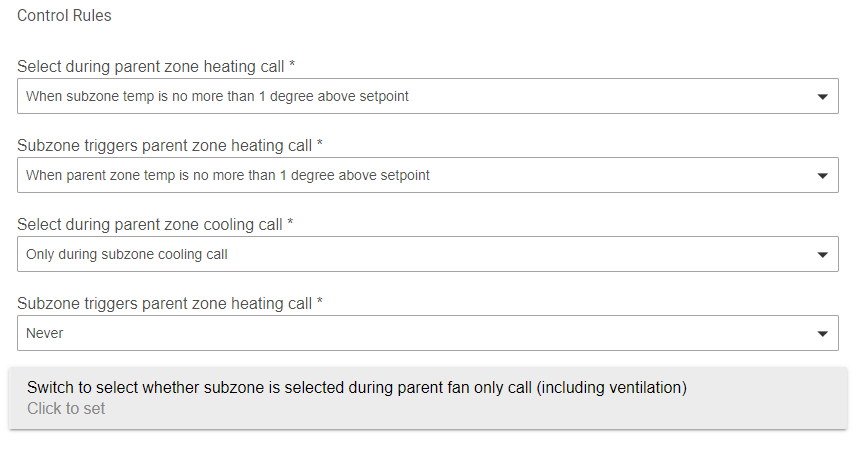 Control Rules
Select during parent zone heating call *
When subzone temp is no more than 1 degree above setpoint
Subzone triggers parent zone heating call *
When parent zone temp is no more than 1 degree above setpoint
Select during parent zone cooling call *
Only during subzone cooling call
Subzone triggers parent zone heating call *
Never
Switch to select whether subzone is selected during parent fan only call (including ventilation)
Click to set